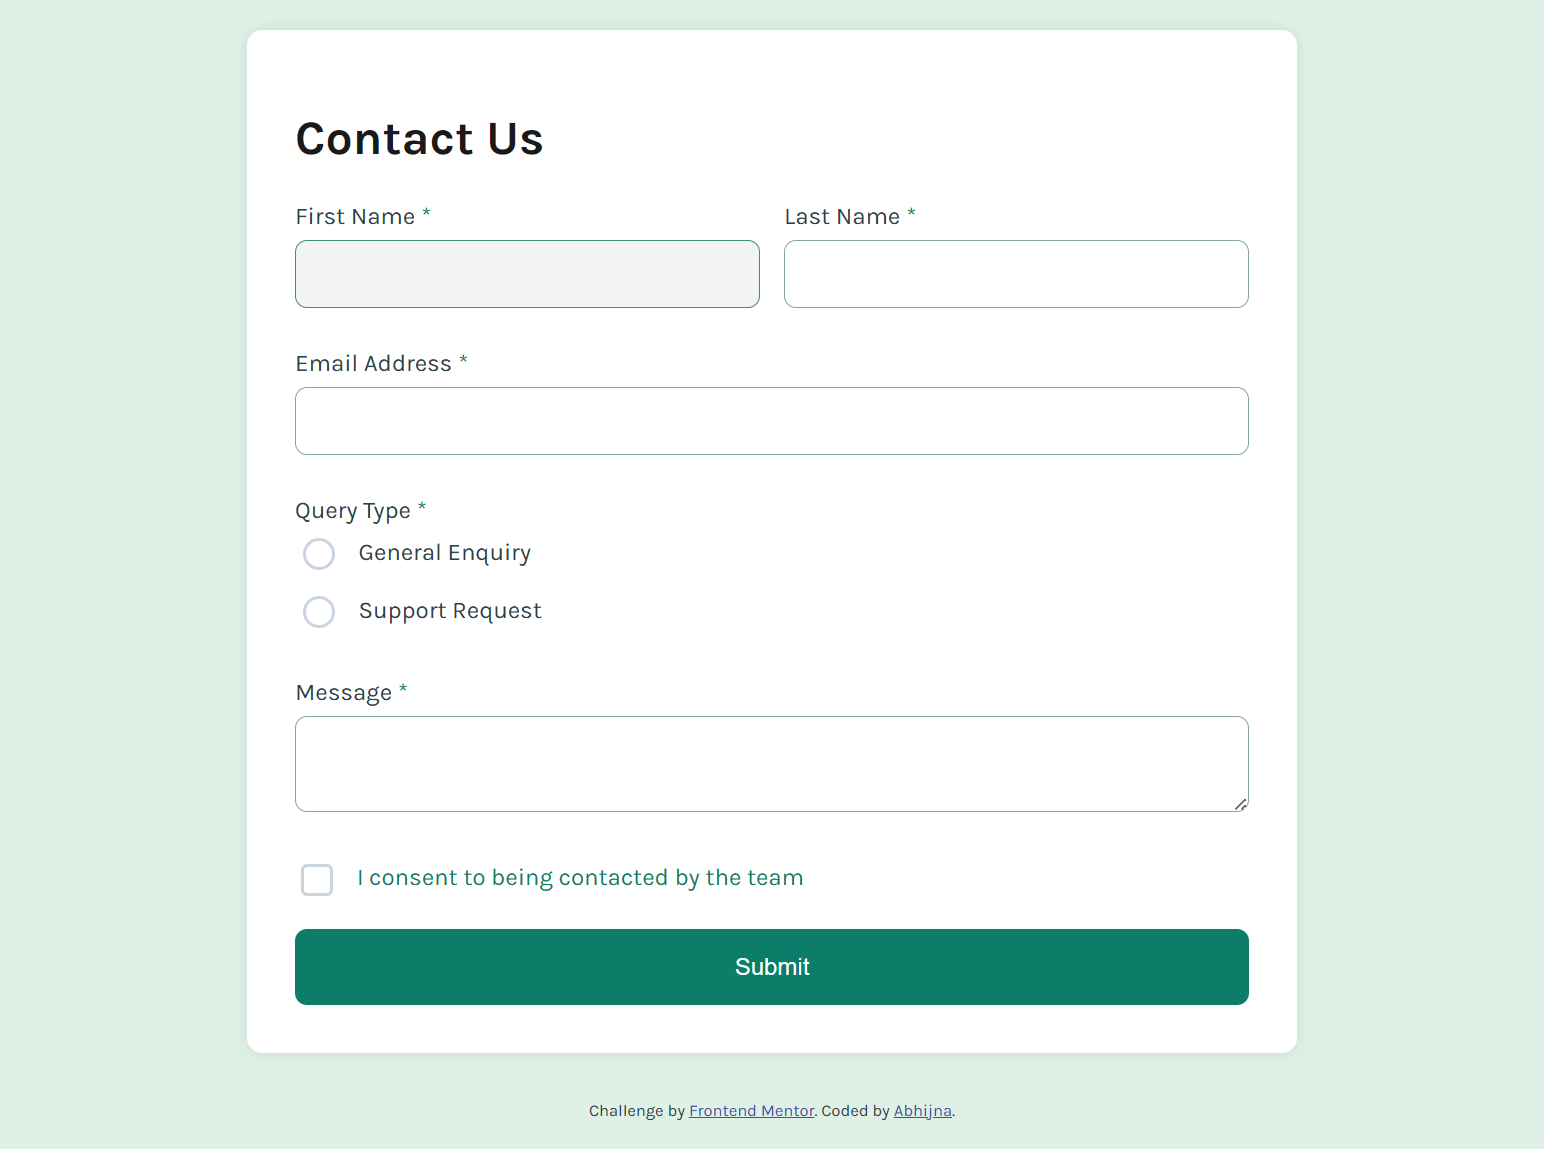 Contact Us
First Name *
Last Name *
Email Address *
Query Type *
General Enquiry
Support Request
Message *
I consent to being contacted by the team
Submit
Challenge by Frontend Mentor. Coded by Abhijna.